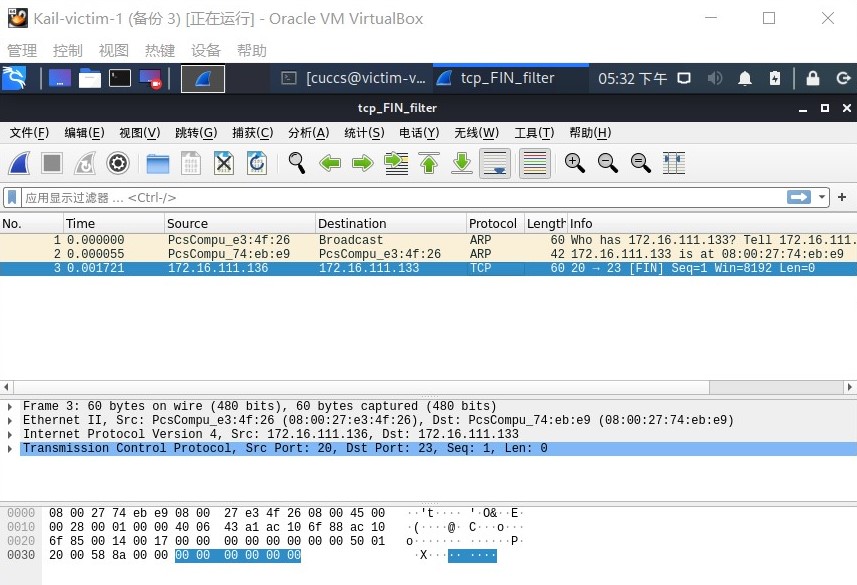 Kail-victim-1 (备份 3) [正在运行] - Oracle VM VirtualBox
管理 控制 视图 热键 设备 帮助
[cuccs@victim-v... tcp_FIN_filter 05:32 下午
tcp_FIN_filter
文件(F) 编辑(E) 视图(V) 跳转(G) 捕获(C) 分析(A) 统计(S) 电话(Y) 无线(W) 工具(T) 帮助(H)
应用显示过滤器 … <Ctrl-/>
No. Time Source Destination Protocol Length Info
1 0.000000 PcsCompu_e3:4f:26 Broadcast ARP 60 Who has 172.16.111.133? Tell 172.16.111.
2 0.000055 PcsCompu_74:eb:e9 PcsCompu_e3:4f:26 ARP 42 172.16.111.133 is at 08:00:27:74:eb:e9
3 0.001721 172.16.111.136 172.16.111.133 TCP 60 20 → 23 [FIN] Seq=1 Win=8192 Len=0
Frame 3: 60 bytes on wire (480 bits), 60 bytes captured (480 bits)
Ethernet II, Src: PcsCompu_e3:4f:26 (08:00:27:e3:4f:26), Dst: PcsCompu_74:eb:e9 (08:00:27:74:eb:e9)
Internet Protocol Version 4, Src: 172.16.111.136, Dst: 172.16.111.133
Transmission Control Protocol, Src Port: 20, Dst Port: 23, Seq: 1, Len: 0
0000 08 00 27 74 eb e9 08 00 27 e3 4f 26 08 00 45 00 ··'t···· '·O&··E·
0010 00 28 00 01 00 00 40 06 43 a1 ac 10 6f 88 ac 10 ·(····@· C···o···
0020 6f 85 00 14 00 17 00 00 00 00 00 00 00 00 50 01 o······· ······P·
0030 20 00 58 8a 00 00 00 00 00 00 00 00 ·X··· ·· ····